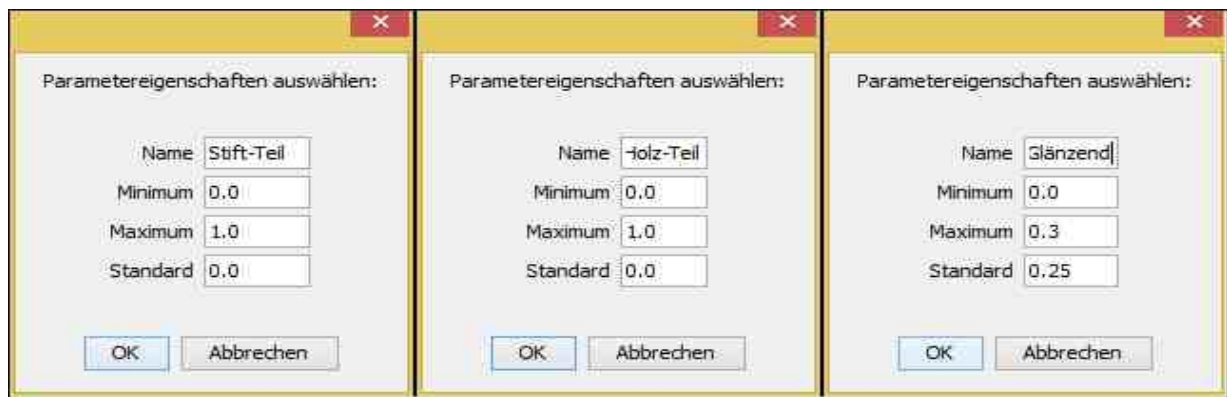 Parametereigenschaften auswählen:
Name Stift-Teil
Minimum 0.0
Maximum 1.0
Standard 0.0
OK Abbrechen
Parametereigenschaften auswählen:
Name Holz-Teil
Minimum 0.0
Maximum 1.0
Standard 0.0
OK Abbrechen
Parametereigenschaften auswählen:
Name Glänzend
Minimum 0.0
Maximum 0.3
Standard 0.25
OK Abbrechen